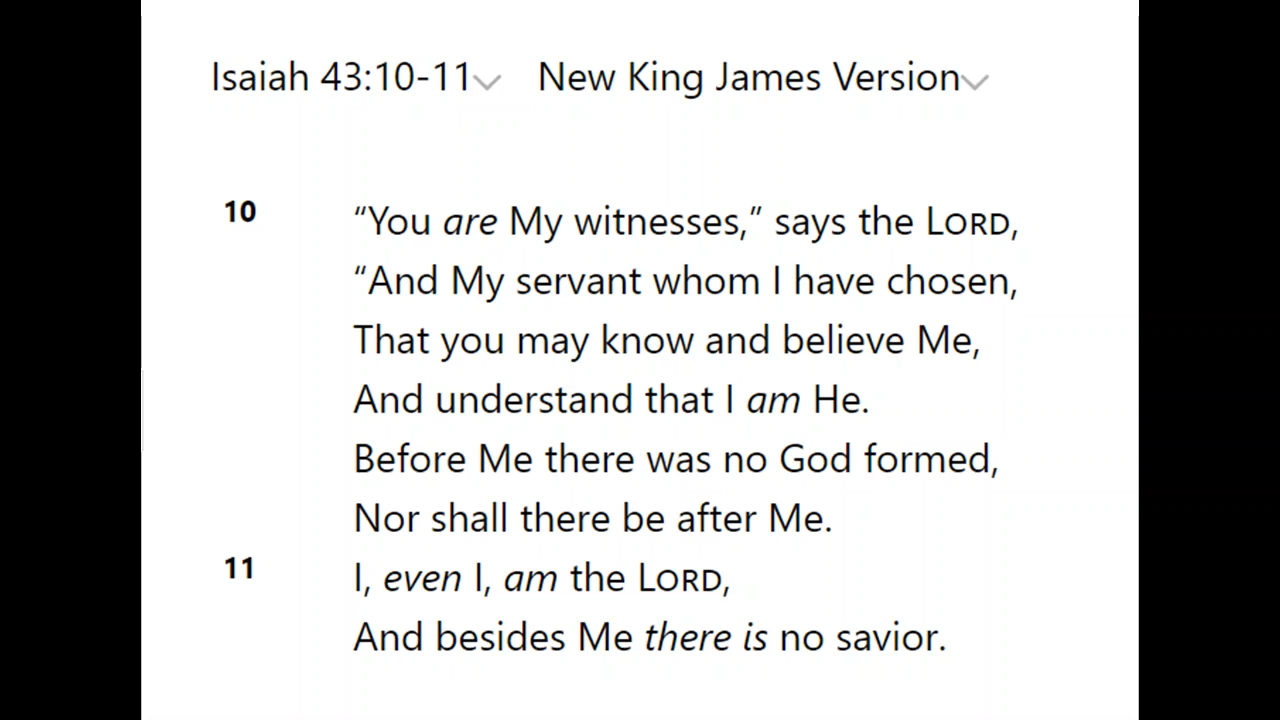 Isaiah 43:10-11 New King James Version
10 “You are My witnesses,” says the LORD,
“And My servant whom I have chosen,
That you may know and believe Me,
And understand that I am He.
Before Me there was no God formed,
Nor shall there be after Me.
11 I, even I, am the LORD,
And besides Me there is no savior.